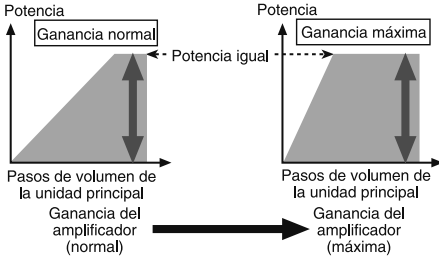 Potencia
Ganancia normal
Potencia igual
Pasos de volumen de
la unidad principal
Ganancia del
amplificador
(normal)
Potencia
Ganancia máxima
Pasos de volumen de
la unidad principal
Ganancia del
amplificador
(máxima)